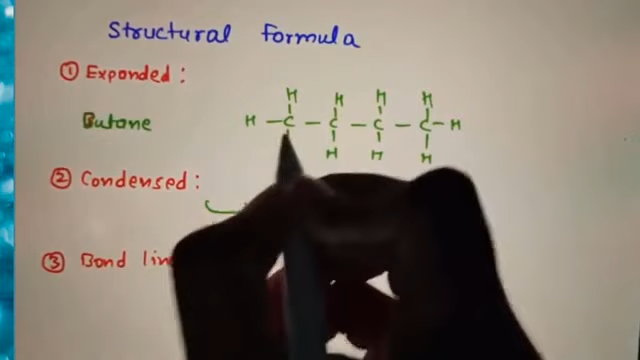 Structural Formula
① Expanded:
H H H H
Butane H – C – C – C – C – H
H H H
② Condensed:
③ Bond lin